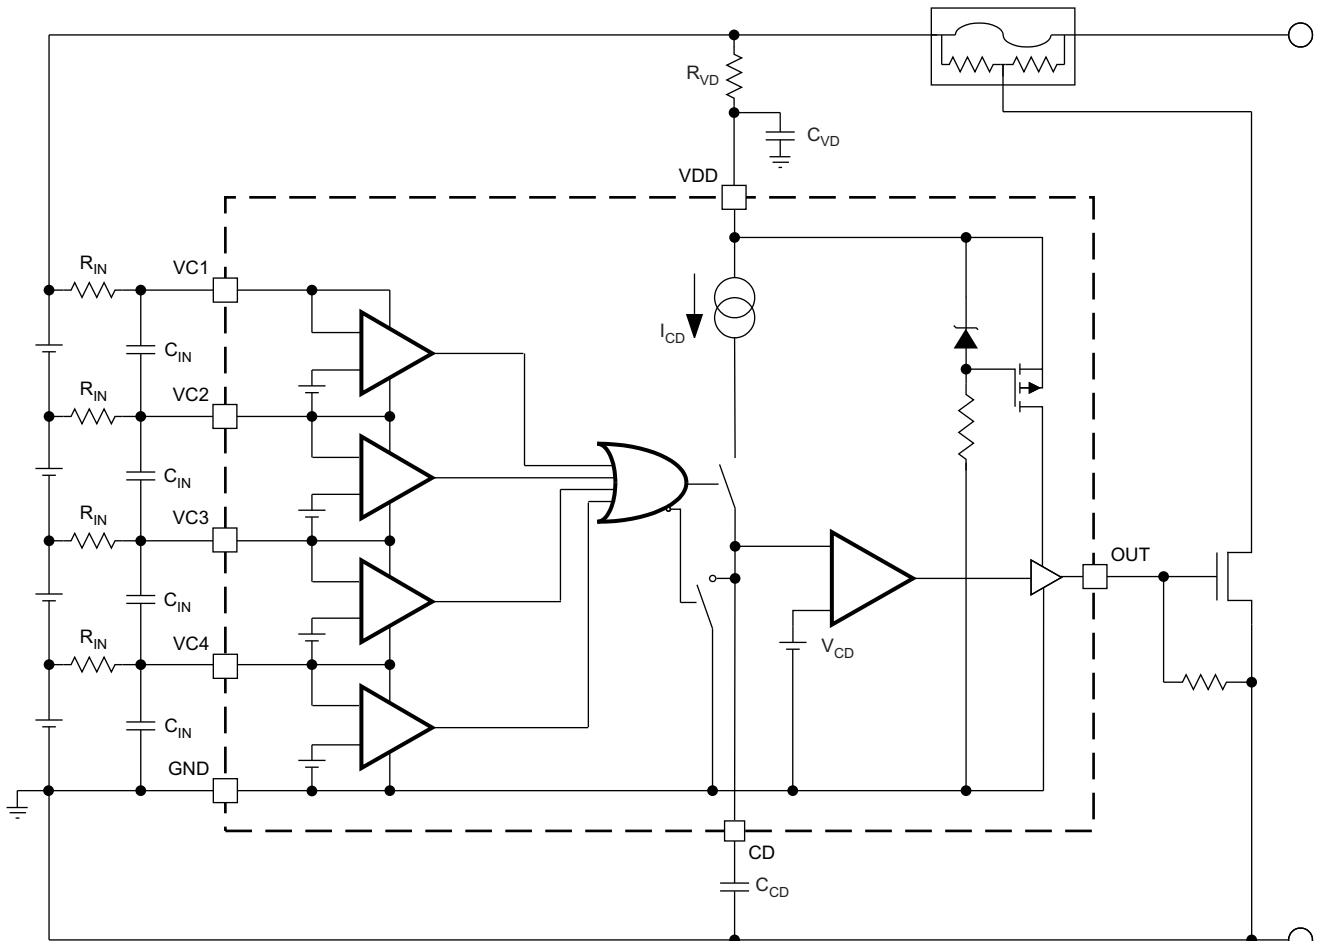 R_VD
C_VD
VDD
R_IN
VC1
I_CD
C_IN
R_IN
VC2
C_IN
R_IN
VC3
OUT
C_IN
R_IN
VC4
V_CD
C_IN
GND
CD
C_CD